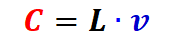 C = L · v